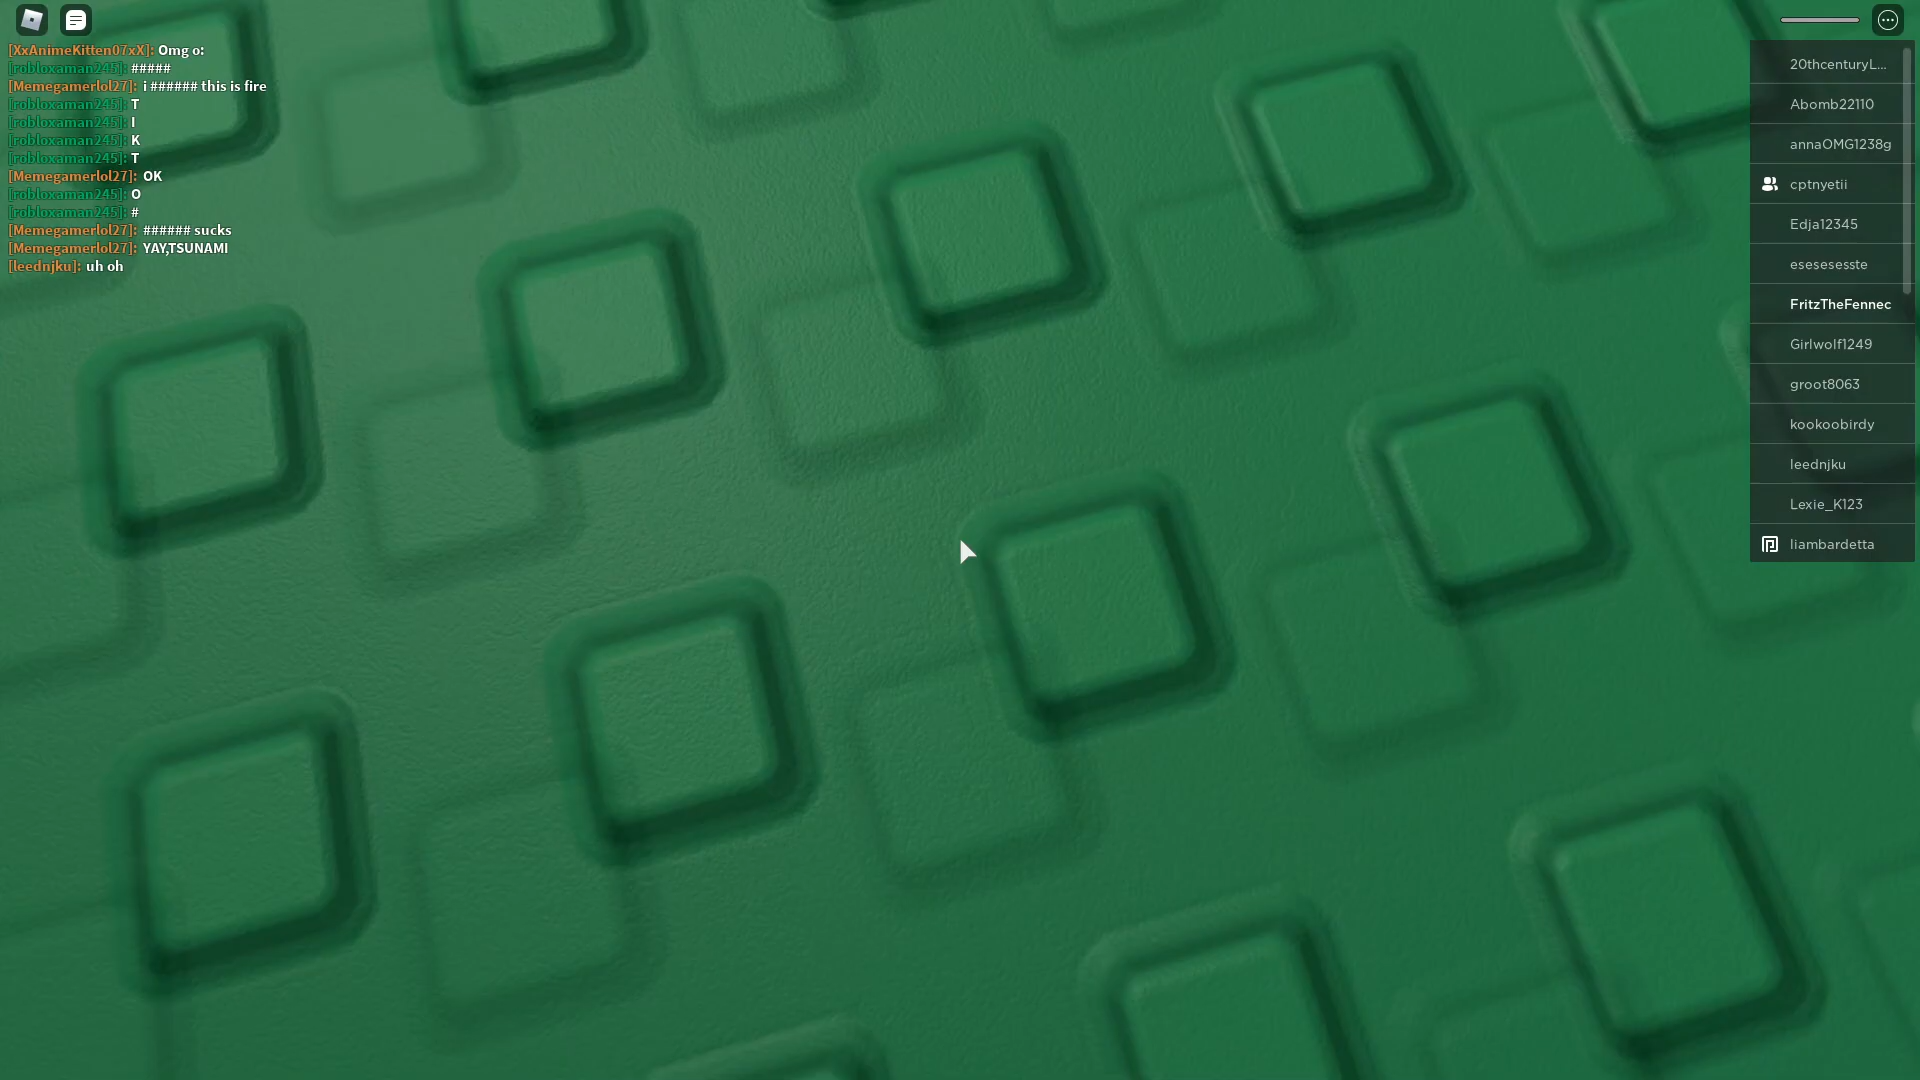 [XxAnimeKitten07xX]: Omg o:
[robloxaman245]: #####
[Memegamerlol27]: i ###### this is fire
[robloxaman245]: T
[robloxaman245]: I
[robloxaman245]: K
[robloxaman245]: T
[Memegamerlol27]: OK
[robloxaman245]: O
[robloxaman245]: #
[Memegamerlol27]: ###### sucks
[Memegamerlol27]: YAY,TSUNAMI
[leednjku]: uh oh
20thcenturyL...
Abomb22110
annaOMG1238g
cptnyetii
Edja12345
esesesesste
FritzTheFennec
Girlwolf1249
groot8063
kookoobirdy
leednjku
Lexie_K123
liambardetta